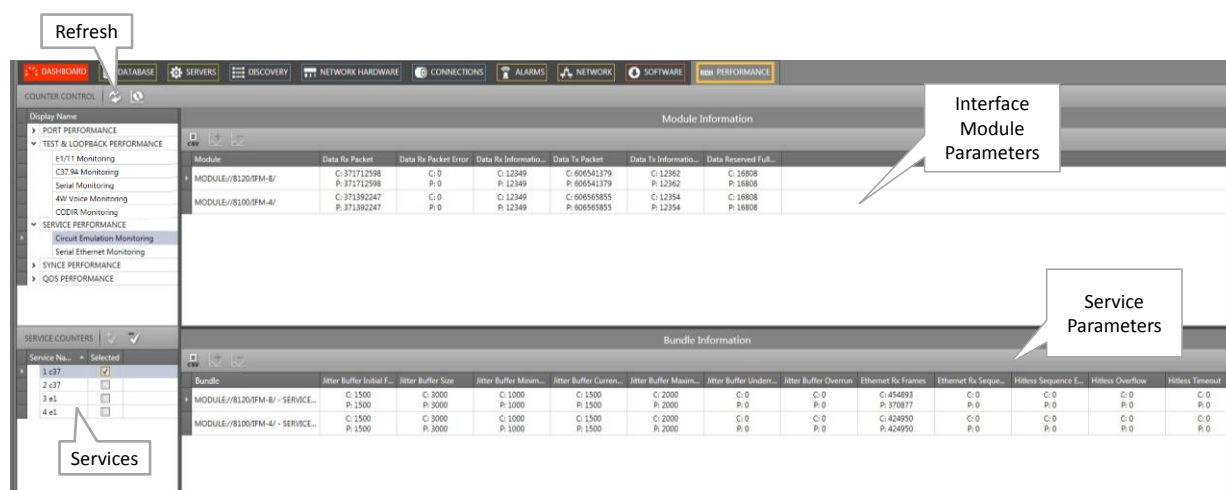 Refresh
DASHBOARD DATABASE SERVERS DISCOVERY NETWORK HARDWARE CONNECTIONS ALARMS NETWORK SOFTWARE PERFORMANCE
COUNTER CONTROL
Interface
Module
Parameters
Display Name
PORT PERFORMANCE
TEST & LOOPBACK PERFORMANCE
E1/T1 Monitoring
C37.94 Monitoring
Serial Monitoring
4W Voice Monitoring
CODIR Monitoring
SERVICE PERFORMANCE
Circuit Emulation Monitoring
Serial Ethernet Monitoring
SYNCE PERFORMANCE
QOS PERFORMANCE
Module Information
CSV
Module Data Rx Packet Data Rx Packet Error Data Rx Informatio... Data Tx Packet Data Tx Informatio... Data Reserved Full...
MODULE://8120/IFM-8/
C: 371712598 C: 0 C: 12349 C: 606541379 C: 12362 C: 16808
P: 371712598 P: 0 P: 12349 P: 606541379 P: 12362 P: 16808
MODULE://8100/IFM-4/
C: 371392247 C: 0 C: 12349 C: 606565855 C: 12354 C: 16808
P: 371392247 P: 0 P: 12349 P: 606565855 P: 12354 P: 16808
Service
Parameters
SERVICE COUNTERS
Service Na... Selected
1 c37
2 c37
3 e1
4 e1
Services
Bundle Information
CSV
Bundle Jitter Buffer Initial F... Jitter Buffer Size Jitter Buffer Minim... Jitter Buffer Curren... Jitter Buffer Maxim... Jitter Buffer Underr... Jitter Buffer Overrun Ethernet Rx Frames Ethernet Rx Seque... Hitless Sequence E... Hitless Overflow Hitless Timeout
MODULE://8120/IFM-8/ - SERVICE...
C: 1500 C: 3000 C: 1000 C: 1500 C: 2000 C: 0 C: 0 C: 454893 C: 0 C: 0 C: 0 C: 0
P: 1500 P: 3000 P: 1000 P: 1500 P: 2000 P: 0 P: 0 P: 370877 P: 0 P: 0 P: 0 P: 0
MODULE://8100/IFM-4/ - SERVICE...
C: 1500 C: 3000 C: 1000 C: 1500 C: 2000 C: 0 C: 0 C: 424950 C: 0 C: 0 C: 0 C: 0
P: 1500 P: 3000 P: 1000 P: 1500 P: 2000 P: 0 P: 0 P: 424950 P: 0 P: 0 P: 0 P: 0